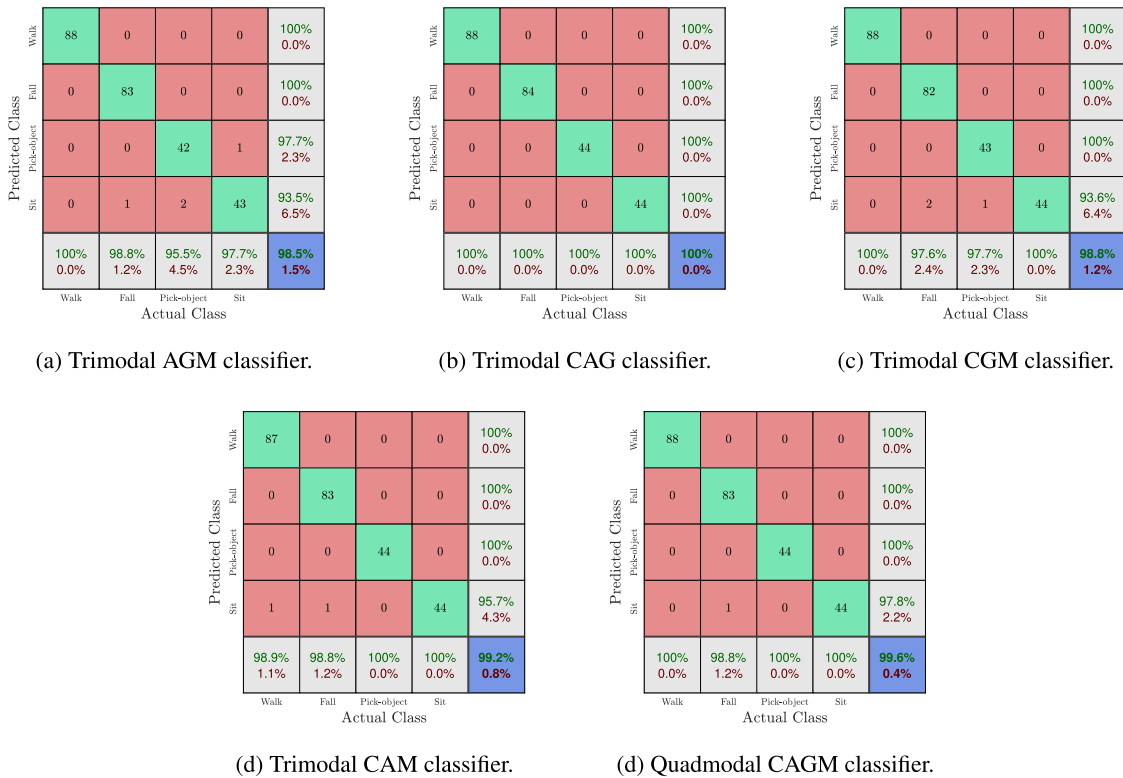 Predicted Class
Walk
88 0 0 0 100% 0.0%
Fall
0 83 0 0 100% 0.0%
Pick-object
0 0 42 1 97.7% 2.3%
Sit
0 1 2 43 93.5% 6.5%
100% 98.8% 95.5% 97.7% 98.5%
0.0% 1.2% 4.5% 2.3% 1.5%
Walk Fall Pick-object Sit
Actual Class
(a) Trimodal AGM classifier.
Predicted Class
Walk
88 0 0 0 100% 0.0%
Fall
0 84 0 0 100% 0.0%
Pick-object
0 0 44 0 100% 0.0%
Sit
0 0 0 44 100% 0.0%
100% 100% 100% 100% 100%
0.0% 0.0% 0.0% 0.0% 0.0%
Walk Fall Pick-object Sit
Actual Class
(b) Trimodal CAG classifier.
Predicted Class
Walk
88 0 0 0 100% 0.0%
Fall
0 82 0 0 100% 0.0%
Pick-object
0 0 43 0 100% 0.0%
Sit
0 2 1 44 93.6% 6.4%
100% 97.6% 97.7% 100% 98.8%
0.0% 2.4% 2.3% 0.0% 1.2%
Walk Fall Pick-object Sit
Actual Class
(c) Trimodal CGM classifier.
Predicted Class
Walk
87 0 0 0 100% 0.0%
Fall
0 83 0 0 100% 0.0%
Pick-object
0 0 44 0 100% 0.0%
Sit
1 1 0 44 95.7% 4.3%
98.9% 98.8% 100% 100% 99.2%
1.1% 1.2% 0.0% 0.0% 0.8%
Walk Fall Pick-object Sit
Actual Class
(d) Trimodal CAM classifier.
Predicted Class
Walk
88 0 0 0 100% 0.0%
Fall
0 83 0 0 100% 0.0%
Pick-object
0 0 44 0 100% 0.0%
Sit
0 1 0 44 97.8% 2.2%
100% 98.8% 100% 100% 99.6%
0.0% 1.2% 0.0% 0.0% 0.4%
Walk Fall Pick-object Sit
Actual Class
(d) Quadmodal CAGM classifier.